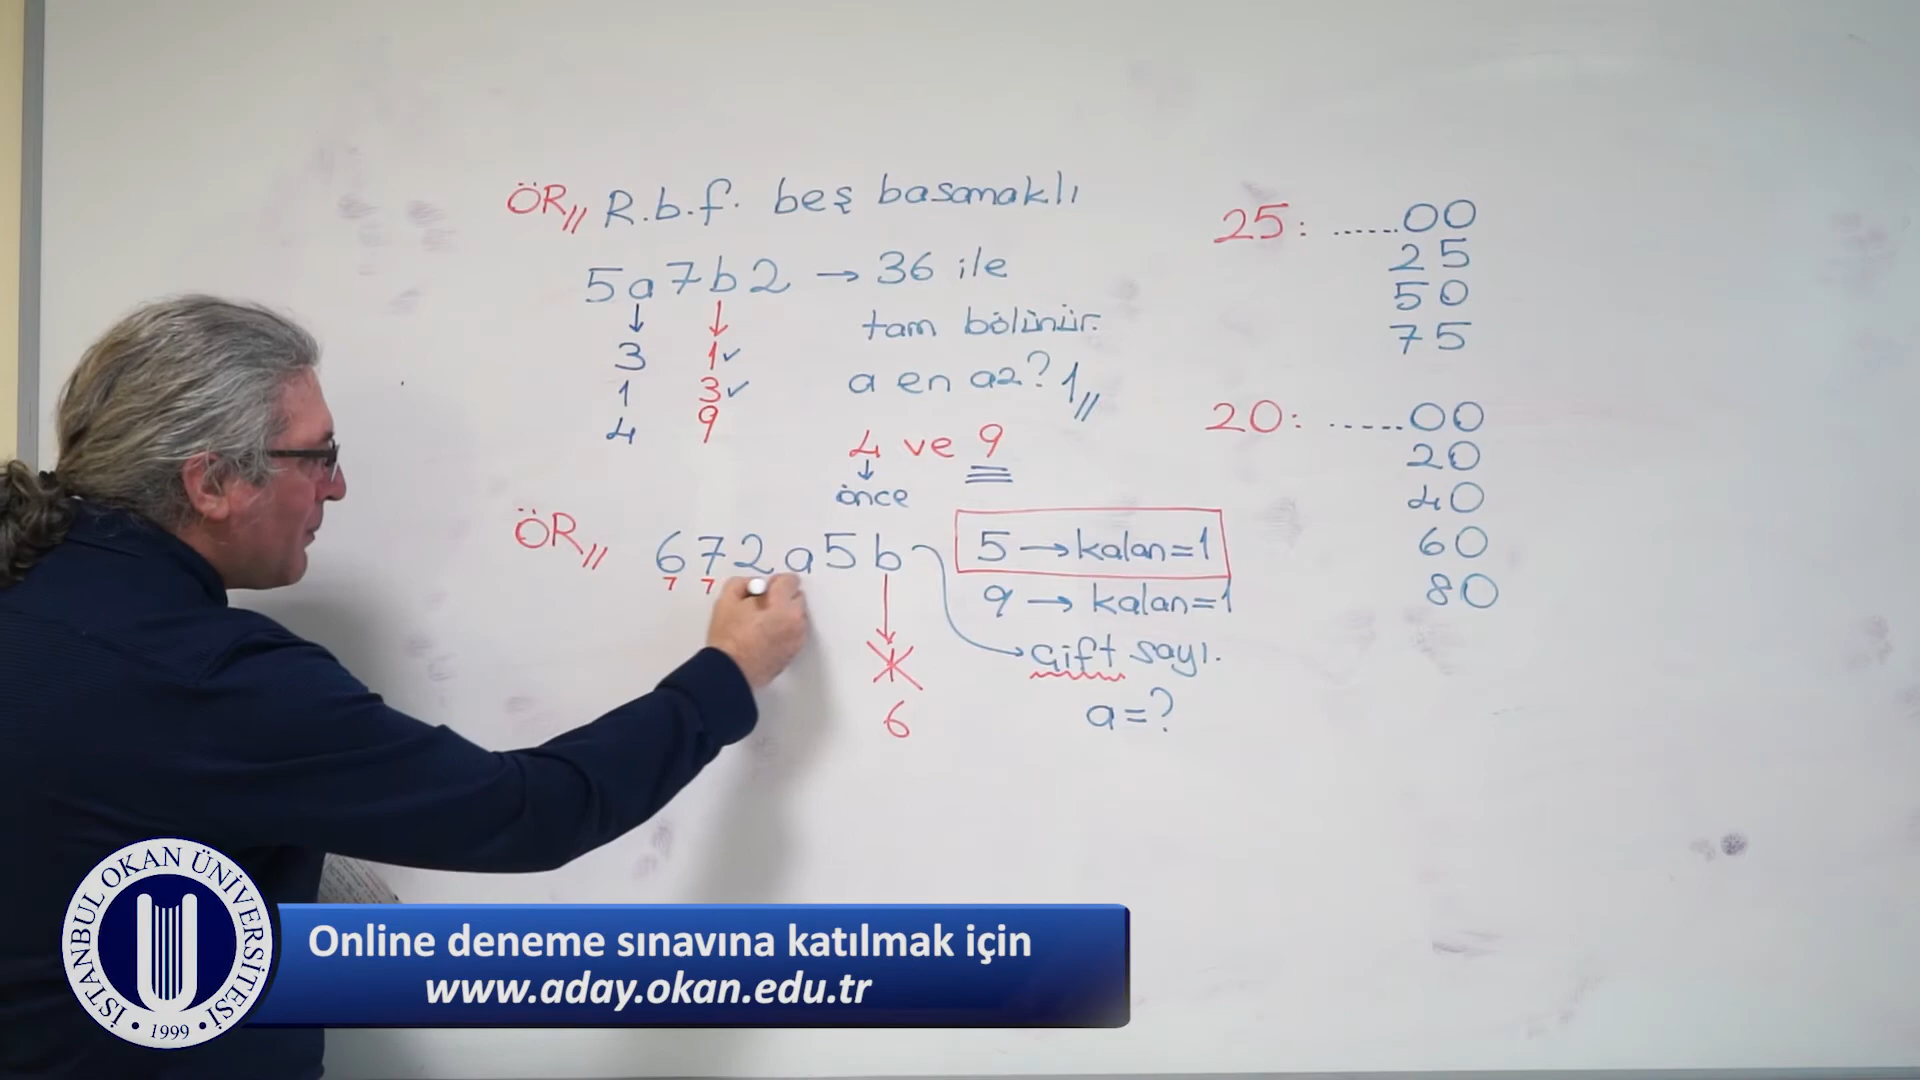 ÖR// R.b.f. beş basamaklı
5a7b2 → 36 ile
tam bölünür.
a en az? 1//
3 1✓
1 3✓
4 9
4 ve 9
önce
ÖR// 672a5b
7 7
5 → kalan=1
9 → kalan=1
Çift sayı.
a=?
6
25: ......00
25
50
75
20: ......00
20
40
60
80
İSTANBUL OKAN ÜNİVERSİTESİ
• 1999 •
Online deneme sınavına katılmak için
www.aday.okan.edu.tr